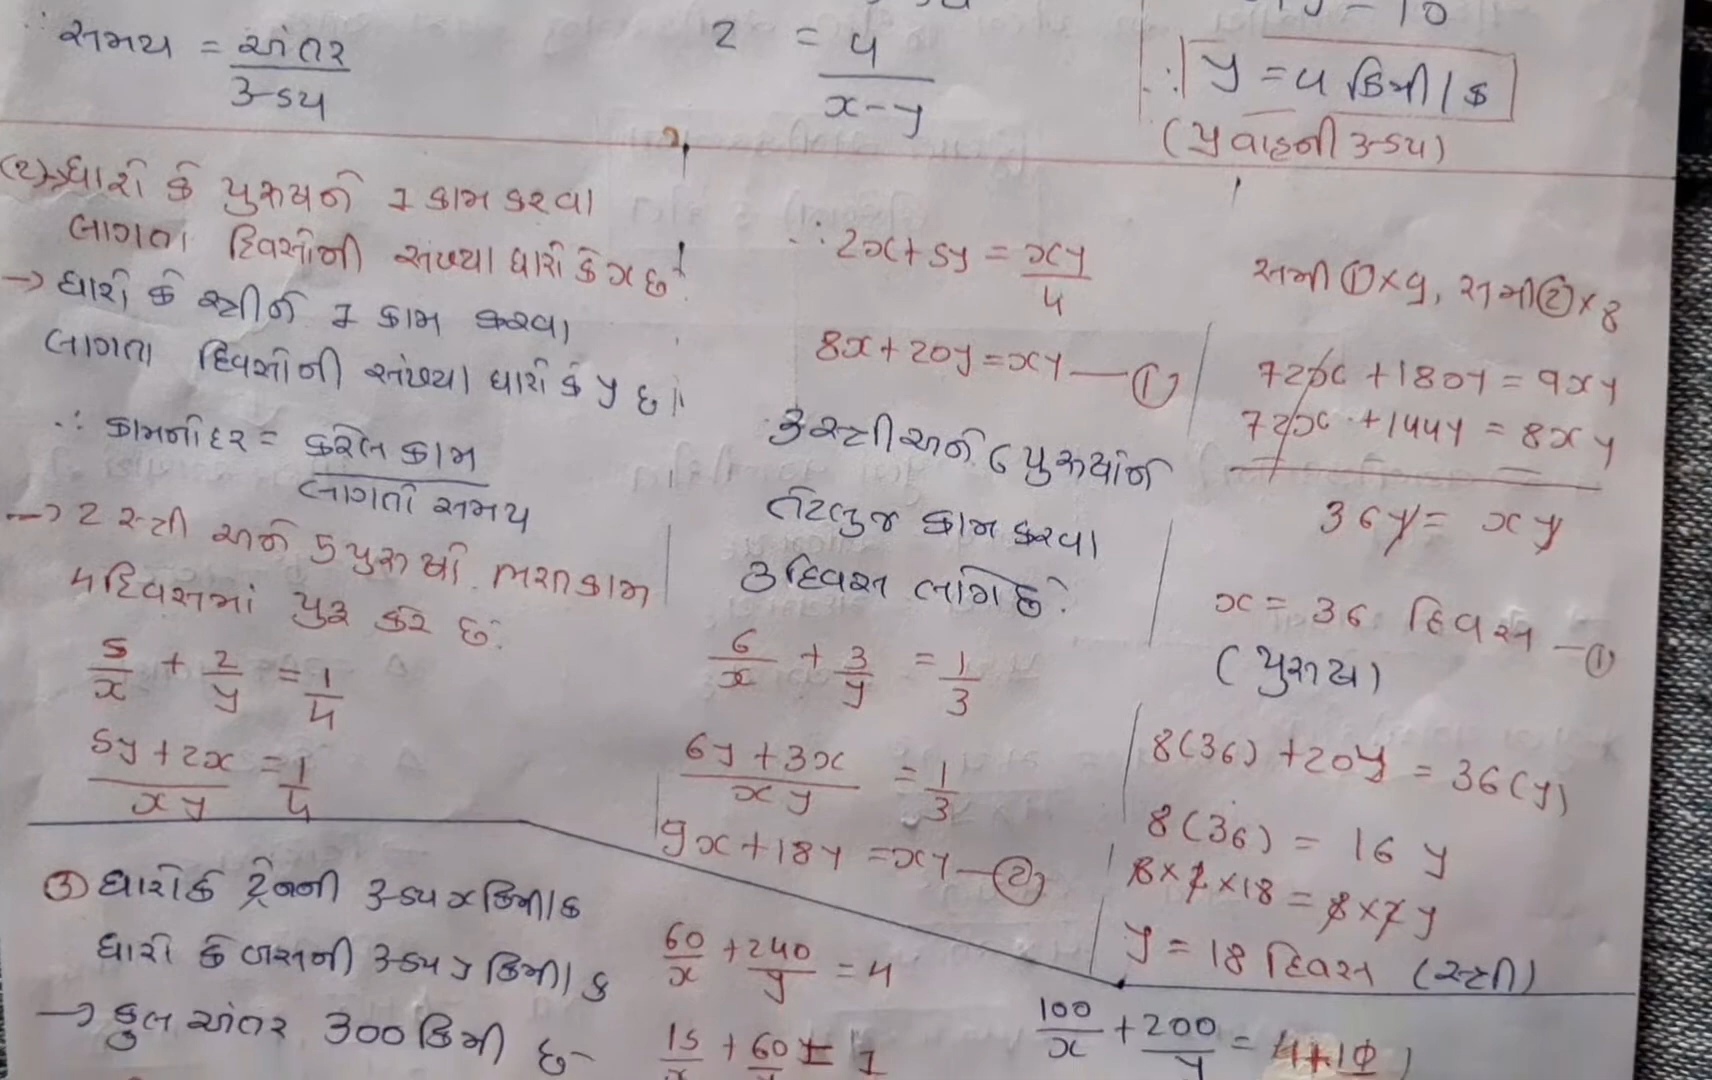 ∴ સમય = અંતર / ઝડપ
2 = 4 / x-y
∴ y = 4 કિમી / ક
(પ્રવાહની ઝડપ)
(2)→ ધારો કે પુરુષને 1 કામ કરવા
લાગતા દિવસોની સંખ્યા ધારો કે x છે.
→ ધારો કે સ્ત્રીને 1 કામ કરવા
લાગતા દિવસોની સંખ્યા ધારો કે y છે.
∴ કામનો દર = કરેલ કામ / લાગતો સમય
→ 2 સ્ત્રી અને 5 પુરુષો ભરતકામ
4 દિવસમાં પુરૂ કરે છે.
5/x + 2/y = 1/4
5y + 2x / xy = 1/4
∴ 2x + 5y = xy / 4
8x + 20y = xy — ①
3 સ્ત્રી અને 6 પુરુષોને
તેટલુજ કામ કરવા
3 દિવસ લાગે છે.
6/x + 3/y = 1/3
6y + 3x / xy = 1/3
9x + 18y = xy — ②
સમી ① x 9, સમી ② x 8
72x + 180y = 9xy
72x + 144y = 8xy
36y = xy
x = 36 દિવસ — ①
(પુરુષ)
8(36) + 20y = 36(y)
8(36) = 16 y
8 x 2 x 18 = 8 x 2 y
y = 18 દિવસ (સ્ત્રી)
③ ધારોકે ટ્રેનની ઝડપ x કિમી/ક
ધારો કે બસની ઝડપ y કિમી/ક
→ કુલ અંતર 300 કિમી છે
60/x + 240/y = 4
15/x + 60/y = 1
100/x + 200/y =